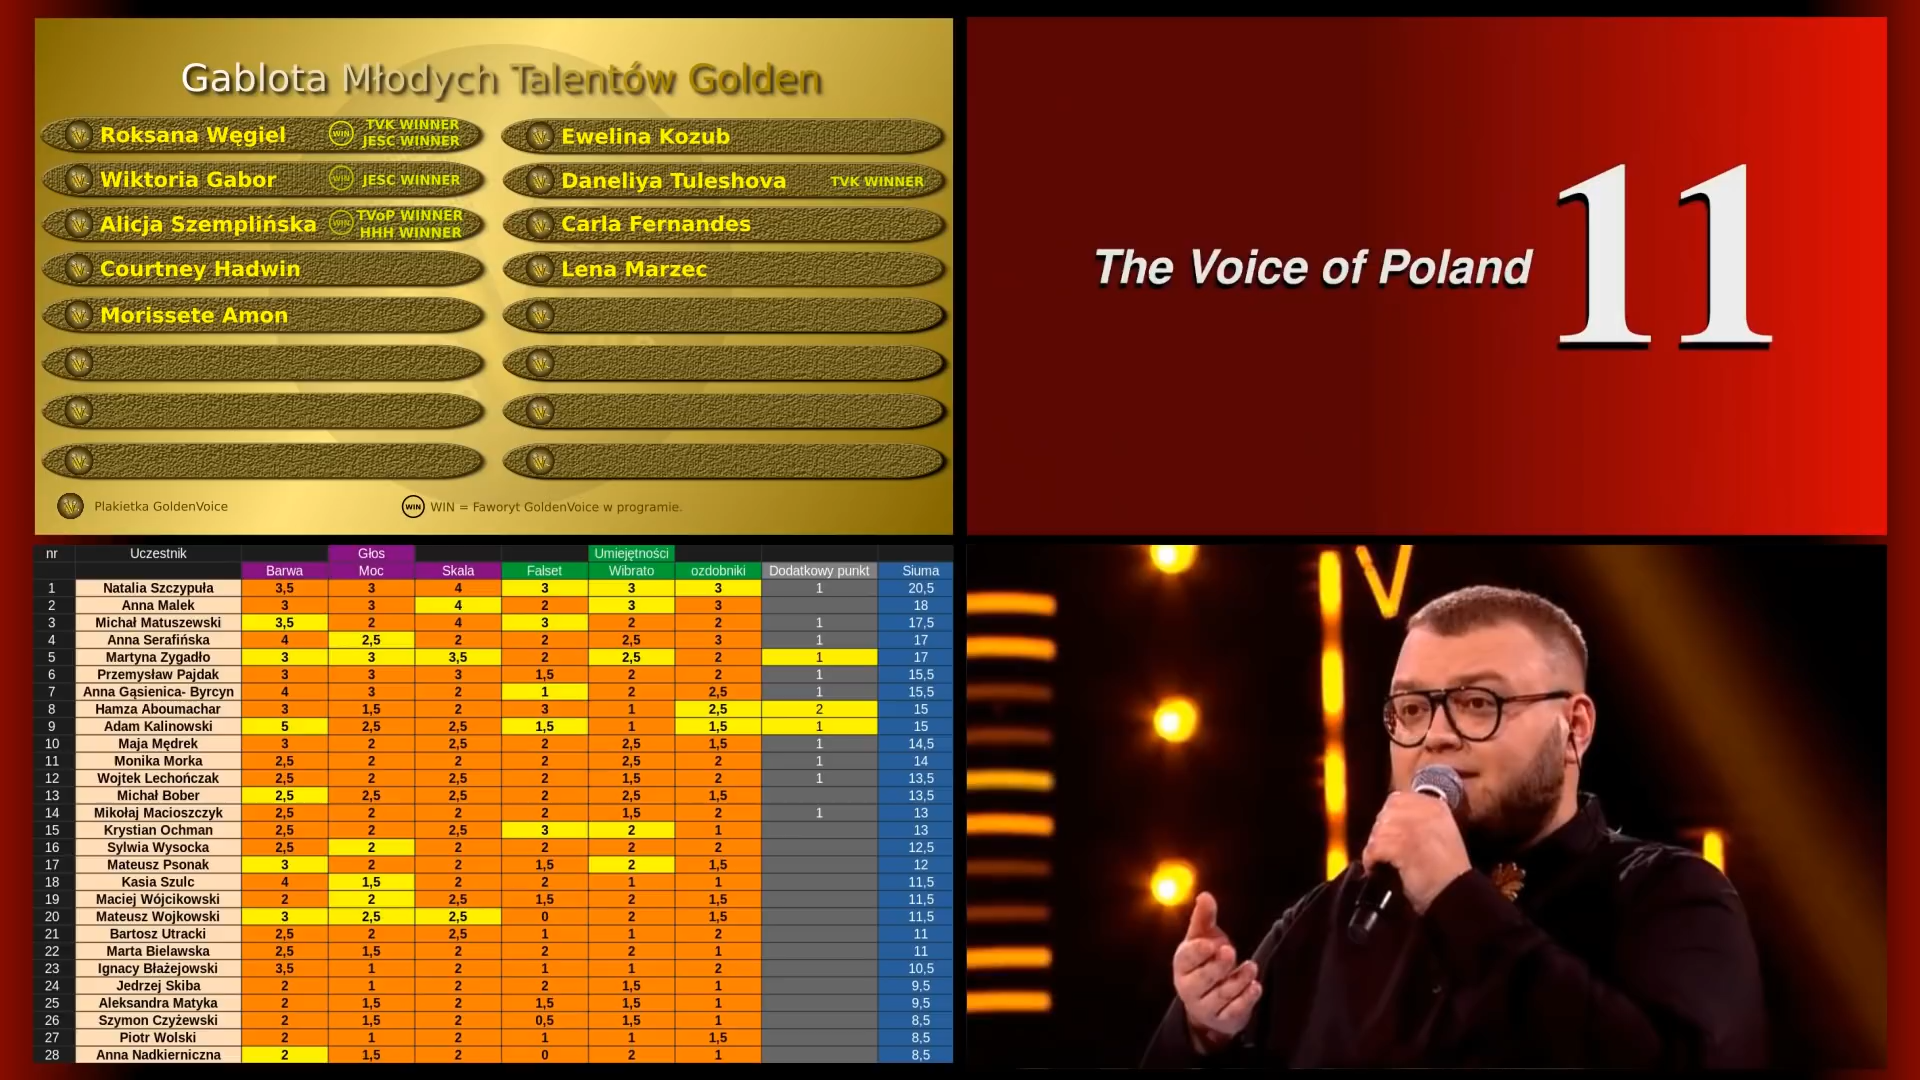 Gablota Młodych Talentów Golden
Roksana Węgiel WIN TVK WINNER JESC WINNER
Wiktoria Gabor WIN JESC WINNER
Alicja Szemplińska WIN TVoP WINNER HHH WINNER
Courtney Hadwin
Morissete Amon
Ewelina Kozub
Daneliya Tuleshova TVK WINNER
Carla Fernandes
Lena Marzec
Plakietka GoldenVoice
WIN WIN = Faworyt GoldenVoice w programie.
The Voice of Poland 11
nr Uczestnik Głos Umiejętności
Barwa Moc Skala Falset Wibrato ozdobniki Dodatkowy punkt Siuma
1 Natalia Szczypuła 3,5 3 4 3 3 3 1 20,5
2 Anna Malek 3 3 4 2 3 3 18
3 Michał Matuszewski 3,5 2 4 3 2 2 1 17,5
4 Anna Serafińska 4 2,5 2 2 2,5 3 1 17
5 Martyna Zygadło 3 3 3,5 2 2,5 2 1 17
6 Przemysław Pajdak 3 3 3 1,5 2 2 1 15,5
7 Anna Gąsienica- Byrcyn 4 3 2 1 2 2,5 1 15,5
8 Hamza Aboumachar 3 1,5 2 3 1 2,5 2 15
9 Adam Kalinowski 5 2,5 2,5 1,5 1 1,5 1 15
10 Maja Mędrek 3 2 2,5 2 2,5 1,5 1 14,5
11 Monika Morka 2,5 2 2 2 2,5 2 1 14
12 Wojtek Lechończak 2,5 2 2,5 2 1,5 2 1 13,5
13 Michał Bober 2,5 2,5 2,5 2 2,5 1,5 13,5
14 Mikołaj Macioszczyk 2,5 2 2 2 1,5 2 1 13
15 Krystian Ochman 2,5 2 2,5 3 2 1 13
16 Sylwia Wysocka 2,5 2 2 2 2 2 12,5
17 Mateusz Psonak 3 2 2 1,5 2 1,5 12
18 Kasia Szulc 4 1,5 2 2 1 1 11,5
19 Maciej Wójcikowski 2 2 2,5 1,5 2 1,5 11,5
20 Mateusz Wojkowski 3 2,5 2,5 0 2 1,5 11,5
21 Bartosz Utracki 2,5 2 2,5 1 1 2 11
22 Marta Bielawska 2,5 1,5 2 2 2 1 11
23 Ignacy Błażejowski 3,5 1 2 1 1 2 10,5
24 Jedrzej Skiba 2 1 2 2 1,5 1 9,5
25 Aleksandra Matyka 2 1,5 2 1,5 1,5 1 9,5
26 Szymon Czyżewski 2 1,5 2 0,5 1,5 1 8,5
27 Piotr Wolski 2 1 2 1 1 1,5 8,5
28 Anna Nadkierniczna 2 1,5 2 0 2 1 8,5